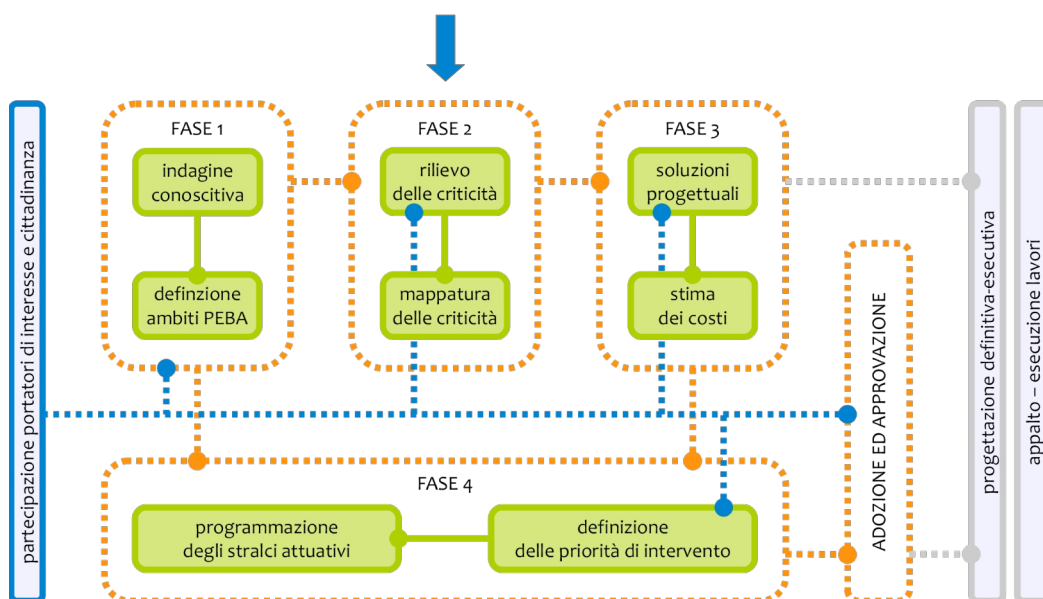 partecipazione portatori di interesse e cittadinanza
FASE 1
indagine
conoscitiva
definzione
ambiti PEBA
FASE 2
rilievo
delle criticità
mappatura
delle criticità
FASE 3
soluzioni
progettuali
stima
dei costi
FASE 4
programmazione
degli stralci attuativi
definizione
delle priorità di intervento
ADOZIONE ED APPROVAZIONE
progettazione definitiva-esecutiva
appalto – esecuzione lavori